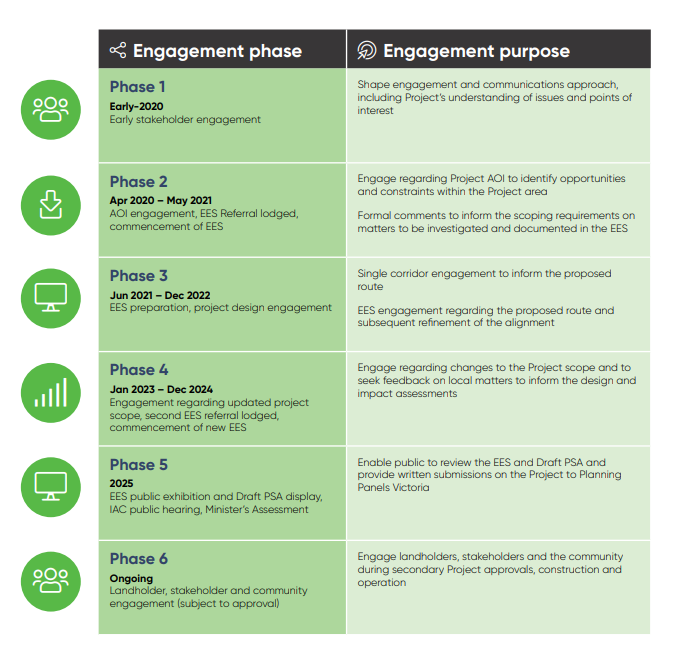 Engagement phase
Engagement purpose
Phase 1
Early-2020
Early stakeholder engagement
Shape engagement and communications approach,
including Project's understanding of issues and points of
interest
Phase 2
Apr 2020 – May 2021
AOI engagement, EES Referral lodged,
commencement of EES
Engage regarding Project AOI to identify opportunities
and constraints within the Project area
Formal comments to inform the scoping requirements on
matters to be investigated and documented in the EES
Phase 3
Jun 2021 – Dec 2022
EES preparation, project design engagement
Single corridor engagement to inform the proposed
route
EES engagement regarding the proposed route and
subsequent refinement of the alignment
Phase 4
Jan 2023 – Dec 2024
Engagement regarding updated project
scope, second EES referral lodged,
commencement of new EES
Engage regarding changes to the Project scope and to
seek feedback on local matters to inform the design and
impact assessments
Phase 5
2025
EES public exhibition and Draft PSA display,
IAC public hearing, Minister's Assessment
Enable public to review the EES and Draft PSA and
provide written submissions on the Project to Planning
Panels Victoria
Phase 6
Ongoing
Landholder, stakeholder and community
engagement (subject to approval)
Engage landholders, stakeholders and the community
during secondary Project approvals, construction and
operation